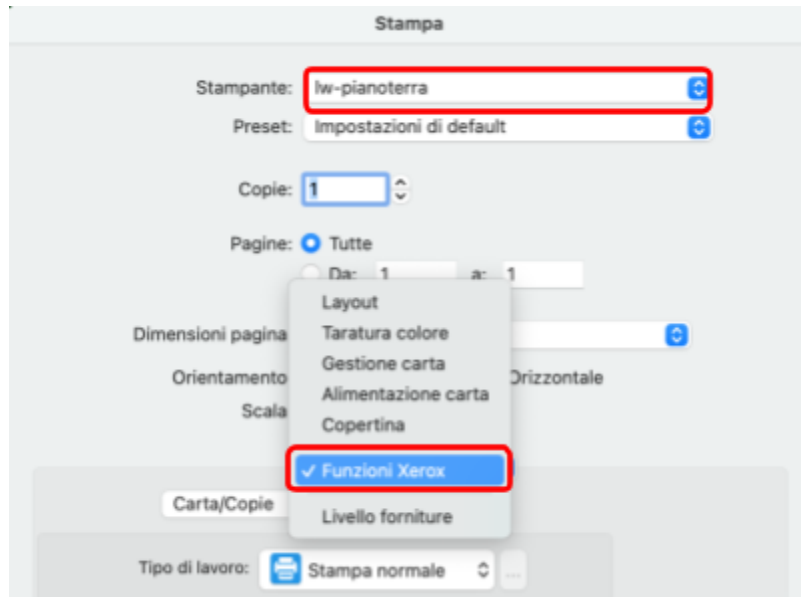 Stampa
Stampante: lw-pianoterra
Preset: Impostazioni di default
Copie: 1
Pagine: Tutte
Da: 1 a: 1
Layout
Dimensioni pagina Taratura colore
Gestione carta
Orientamento Orizzontale
Alimentazione carta
Scala
Copertina
✓ Funzioni Xerox
Carta/Copie
Livello forniture
Tipo di lavoro: Stampa normale ...